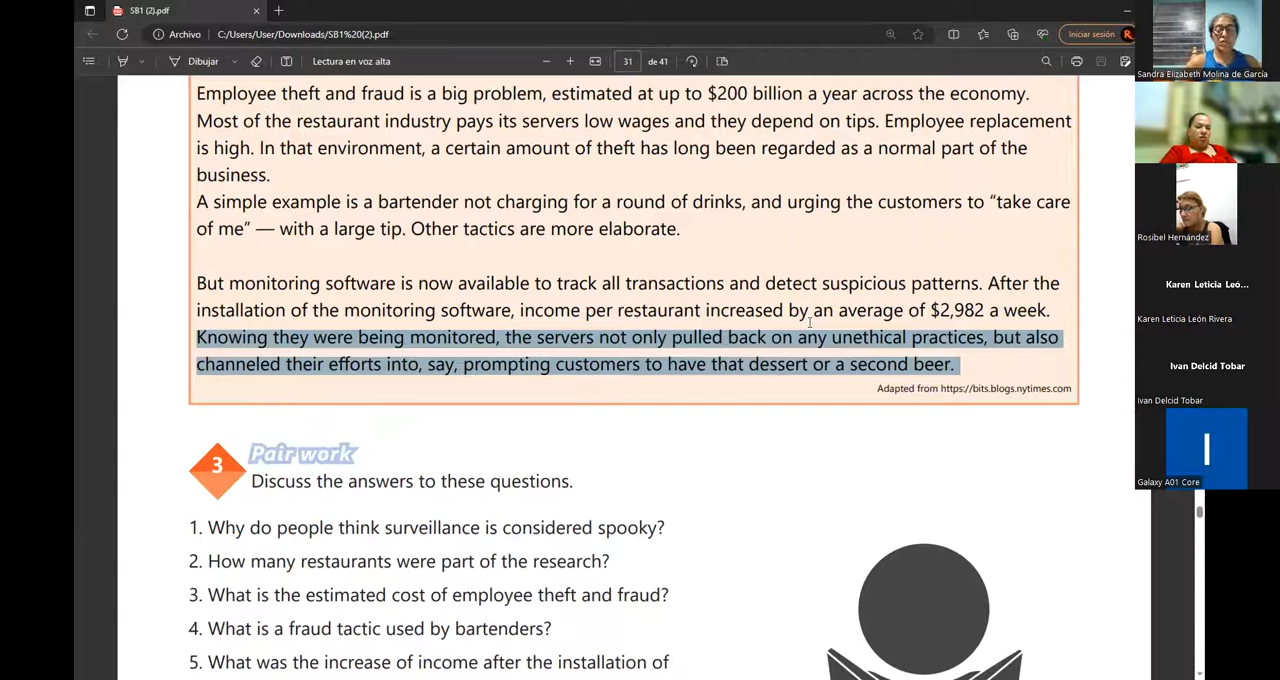 SB1 (2).pdf
Archivo
C:/Users/User/Downloads/SB1%20(2).pdf
Iniciar sesión
R
Dibujar
Lectura en voz alta
31
de 41
Employee theft and fraud is a big problem, estimated at up to $200 billion a year across the economy.
Most of the restaurant industry pays its servers low wages and they depend on tips. Employee replacement
is high. In that environment, a certain amount of theft has long been regarded as a normal part of the
business.
A simple example is a bartender not charging for a round of drinks, and urging the customers to “take care
of me” — with a large tip. Other tactics are more elaborate.
But monitoring software is now available to track all transactions and detect suspicious patterns. After the
installation of the monitoring software, income per restaurant increased by an average of $2,982 a week.
Knowing they were being monitored, the servers not only pulled back on any unethical practices, but also
channeled their efforts into, say, prompting customers to have that dessert or a second beer.
Adapted from https://bits.blogs.nytimes.com
3
Pair work
Discuss the answers to these questions.
1. Why do people think surveillance is considered spooky?
2. How many restaurants were part of the research?
3. What is the estimated cost of employee theft and fraud?
4. What is a fraud tactic used by bartenders?
5. What was the increase of income after the installation of
Sandra Elizabeth Molina de García
Rosibel Hernández
Karen Leticia Leó...
Karen Leticia León Rivera
Ivan Delcid Tobar
Ivan Delcid Tobar
I
Galaxy A01 Core